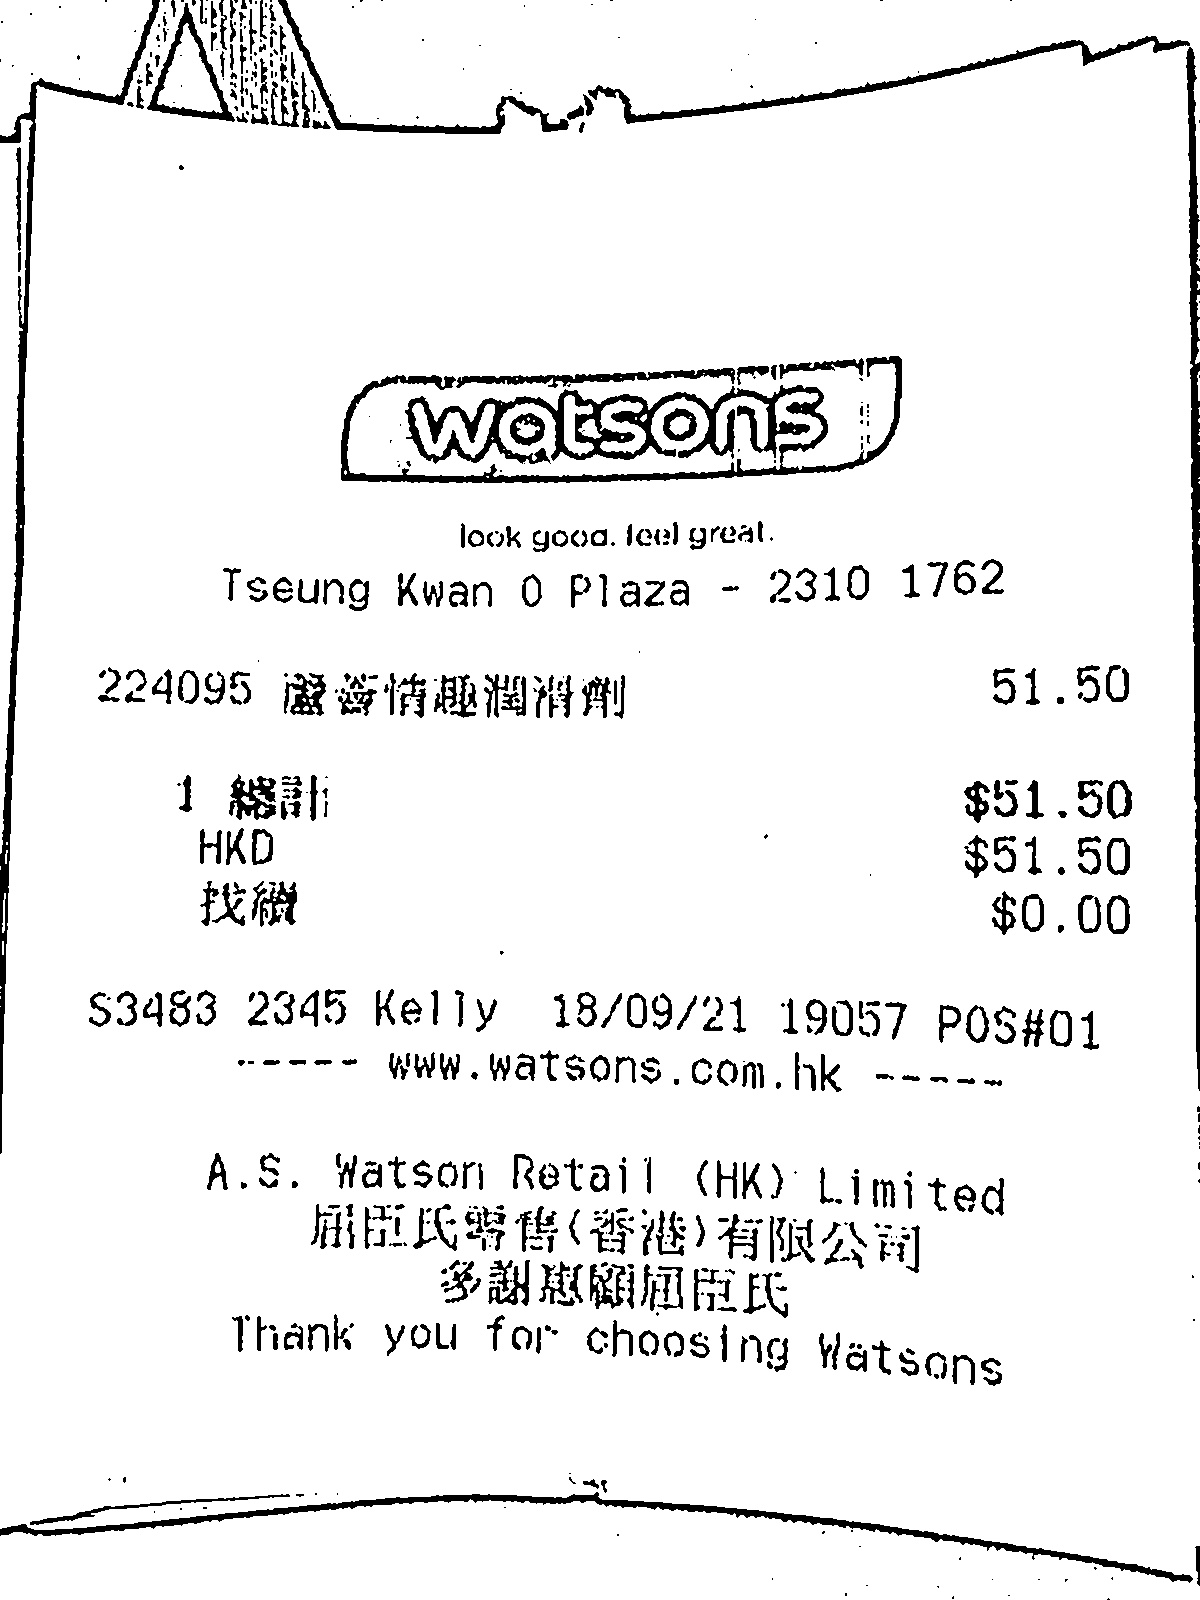 watsons
look good. feel great.
Tseung Kwan O Plaza - 2310 1762
224095 蘆薈情趣潤滑劑 51.50
1 總計 $51.50
HKD $51.50
找續 $0.00
S3483 2345 Kelly 18/09/21 19057 POS#01
----- www.watsons.com.hk -----
A.S. Watson Retail (HK) Limited
屈臣氏零售(香港)有限公司
多謝惠顧屈臣氏
Thank you for choosing Watsons